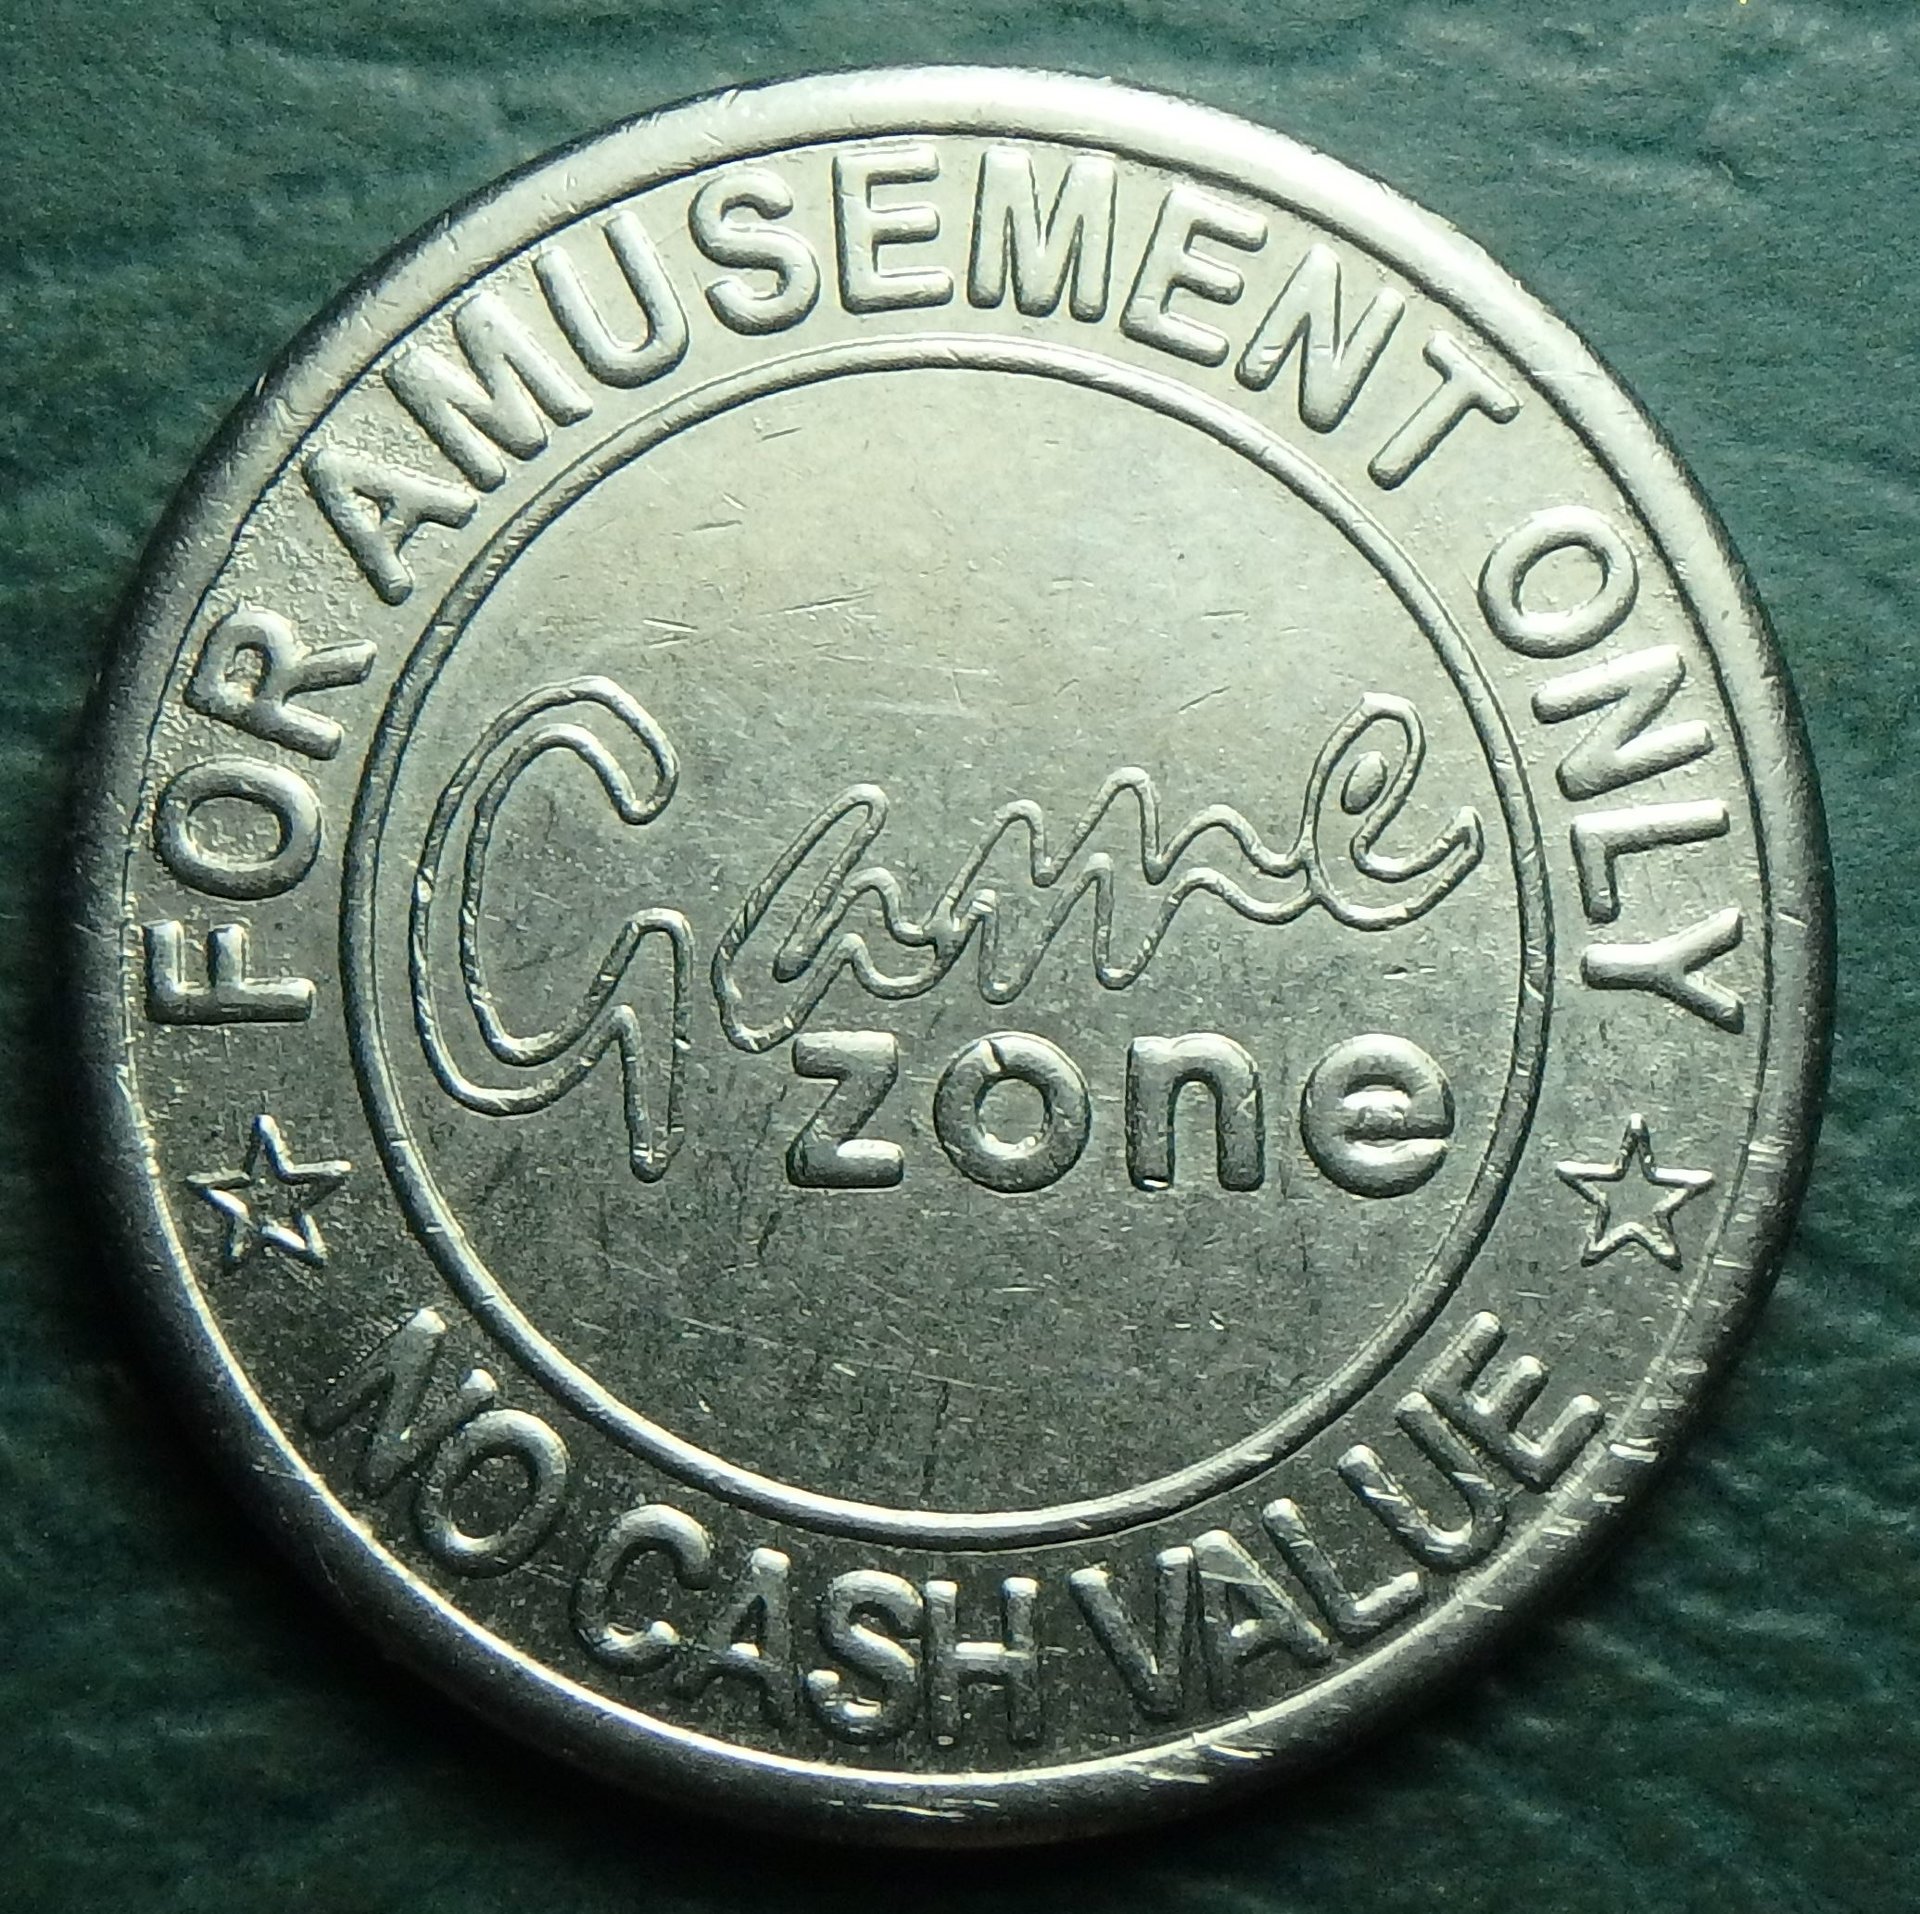 FOR AMUSEMENT ONLY
Game
zone
NO CASH VALUE